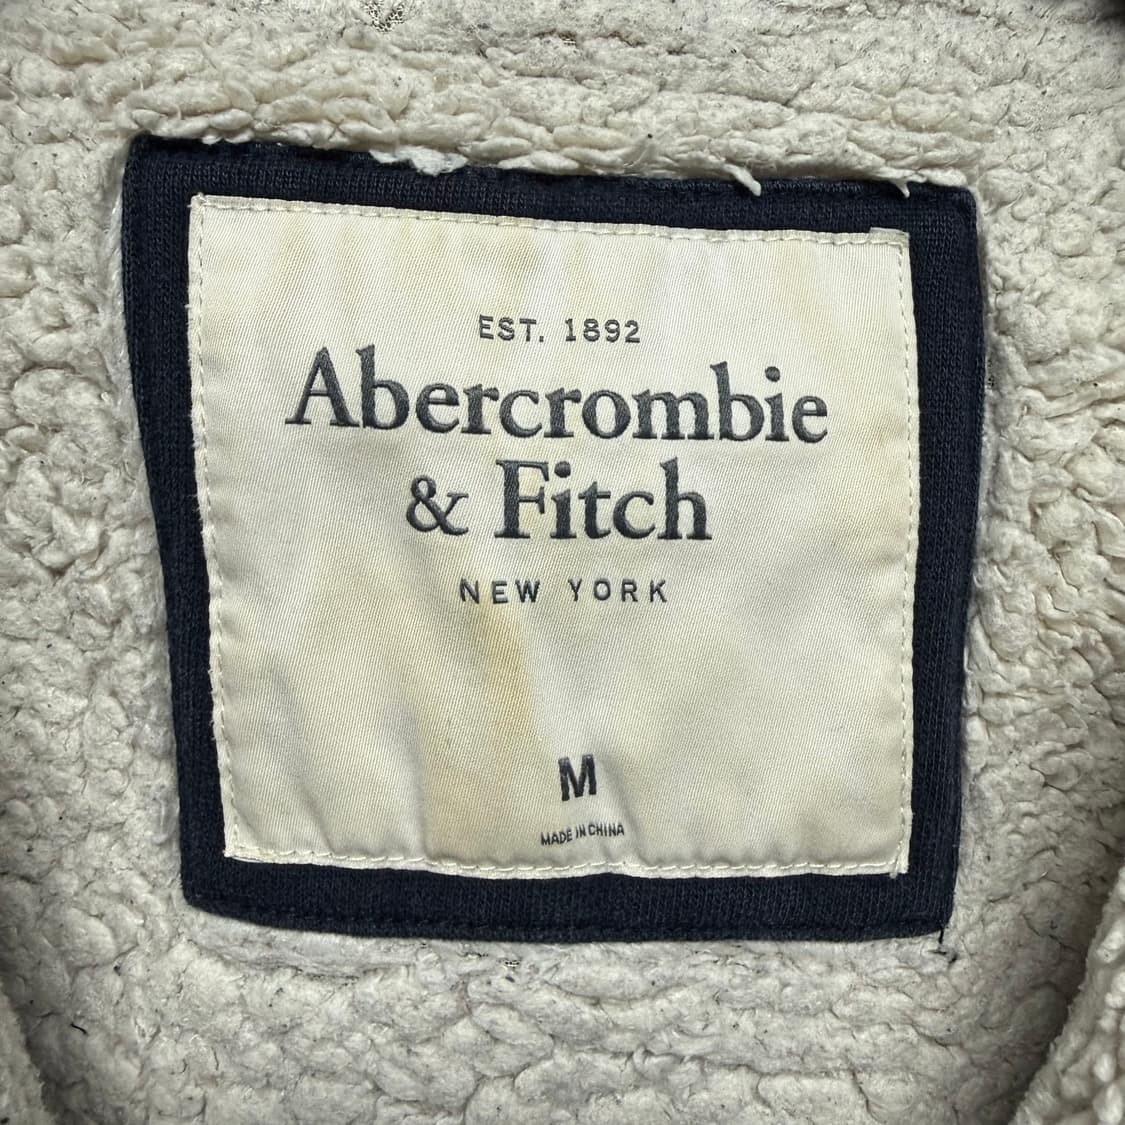 EST. 1892
Abercrombie
& Fitch
NEW YORK
M
MADE IN CHINA